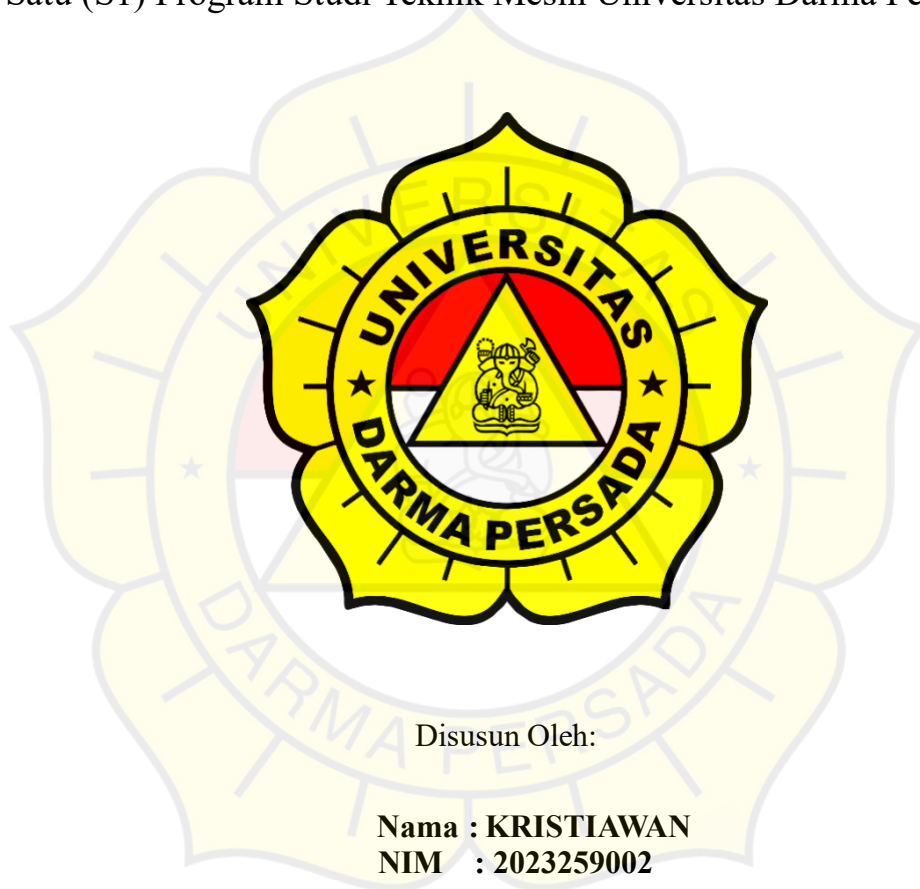 Satu (S1) Program Studi Teknik Mesin Universitas Darma Pe
UNIVERSITAS
DARMA PERSADA
Disusun Oleh:
Nama : KRISTIAWAN
NIM : 2023259002